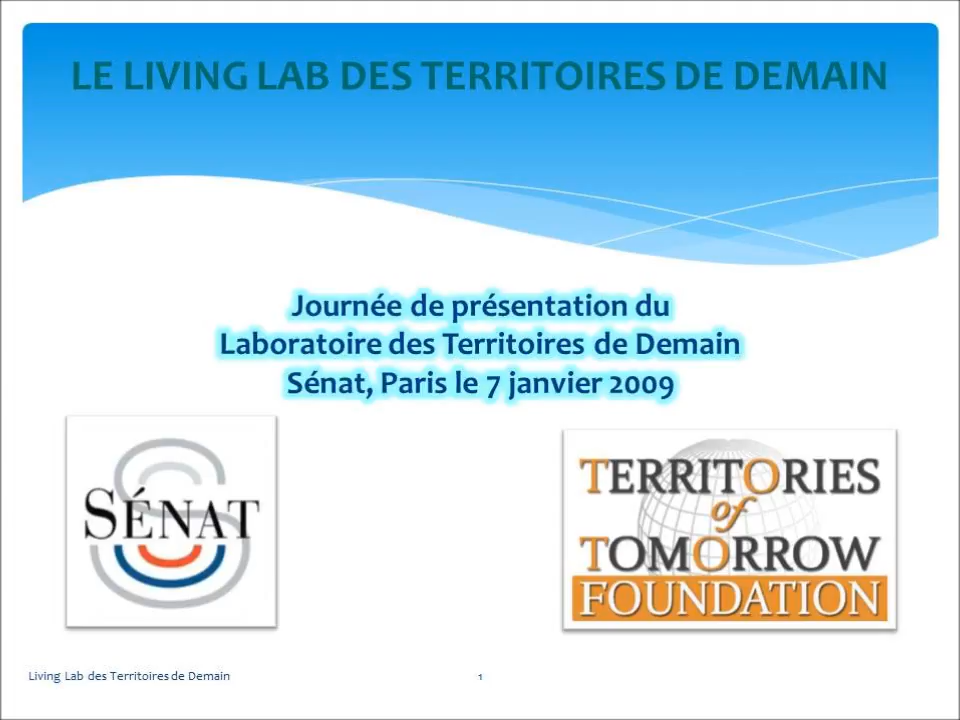 LE LIVING LAB DES TERRITOIRES DE DEMAIN
Journée de présentation du
Laboratoire des Territoires de Demain
Sénat, Paris le 7 janvier 2009
SÉNAT
TERRITORIES
of
TOMORROW
FOUNDATION
Living Lab des Territoires de Demain
1